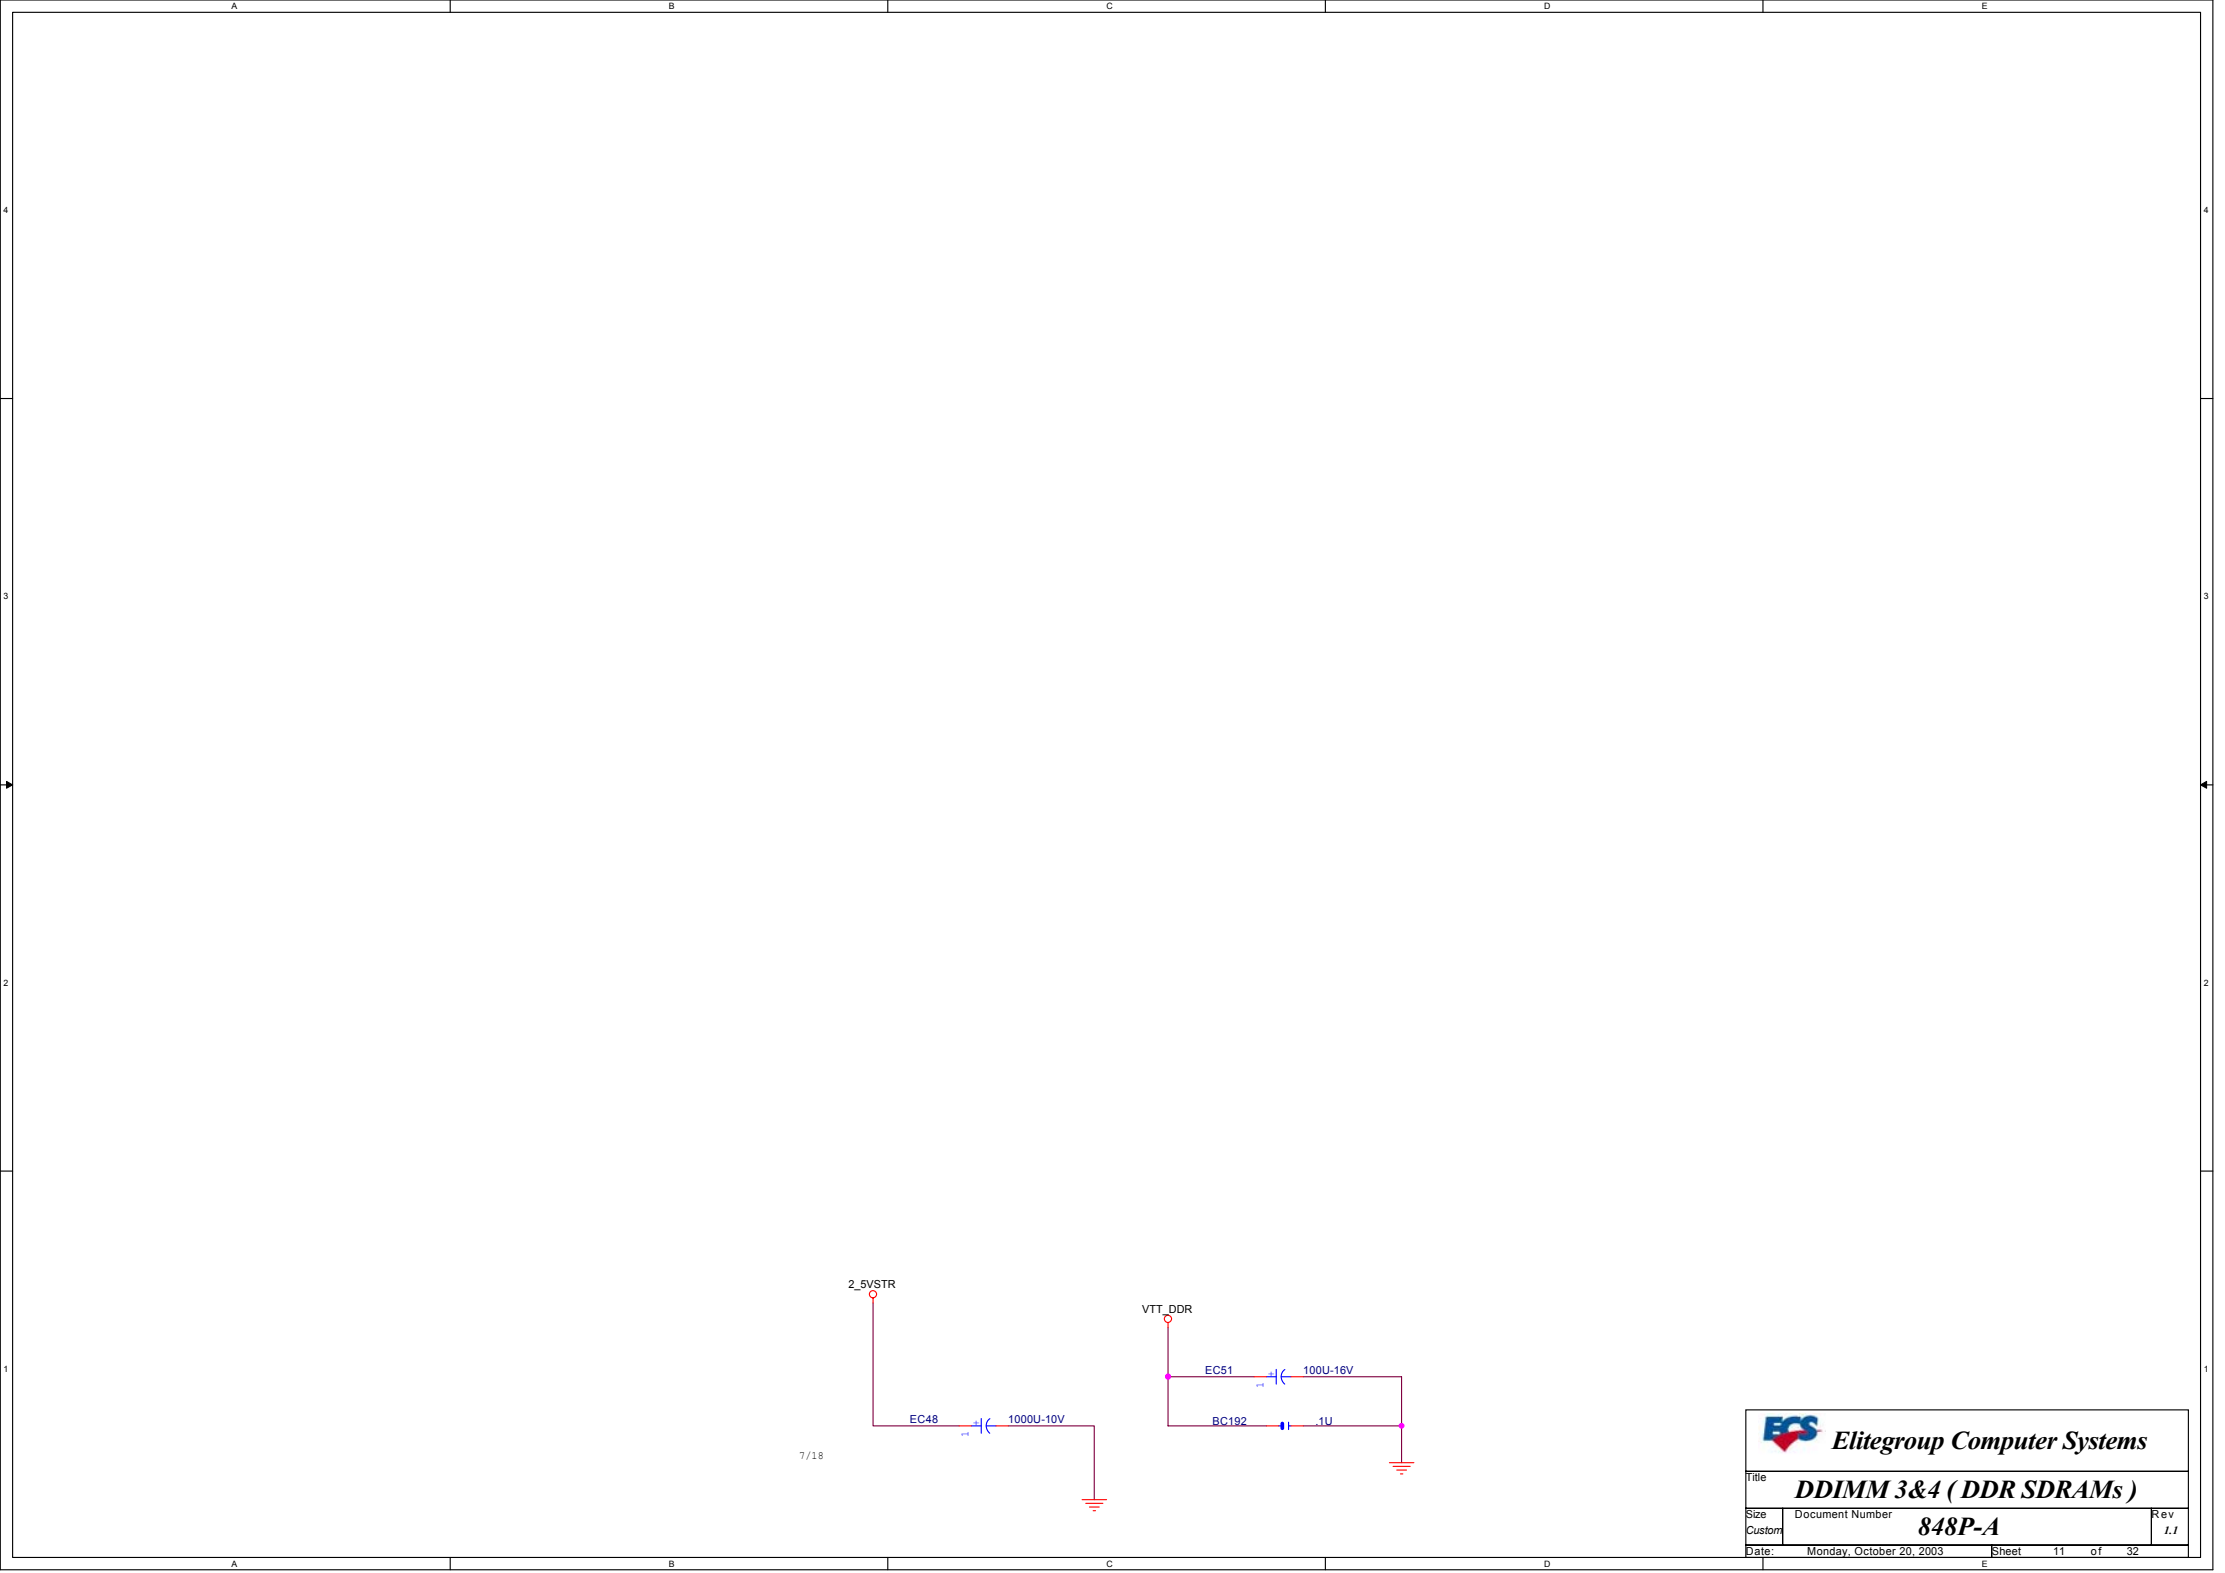 A B C D E
4 4
3 3
2 2
1 1
2_5VSTR
VTT_DDR
EC51 + 100U-16V
1
EC48 + 1000U-10V
1
BC192 .1U
7/18
ECS Elitegroup Computer Systems
Title
DDIMM 3&4 ( DDR SDRAMs )
Size Document Number Rev
Custom 848P-A 1.1
Date: Monday, October 20, 2003 Sheet 11 of 32
A B C D E